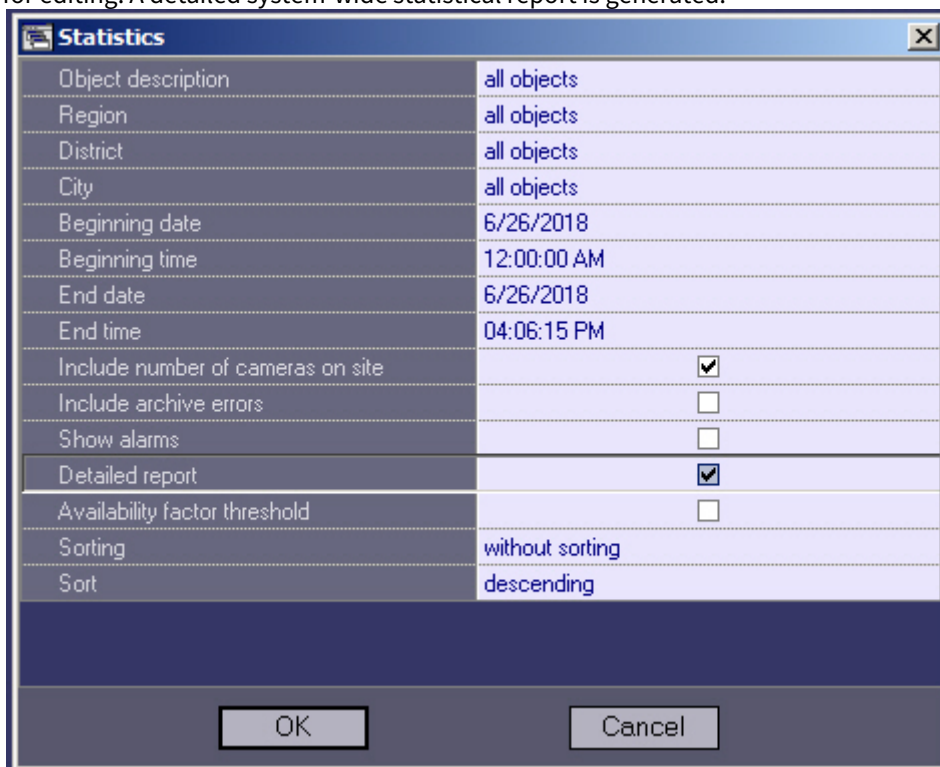 for editing. A detailed system-wide statistical report is generated.
Statistics
Object description all objects
Region all objects
District all objects
City all objects
Beginning date 6/26/2018
Beginning time 12:00:00 AM
End date 6/26/2018
End time 04:06:15 PM
Include number of cameras on site
Include archive errors
Show alarms
Detailed report
Availability factor threshold
Sorting without sorting
Sort descending
OK Cancel